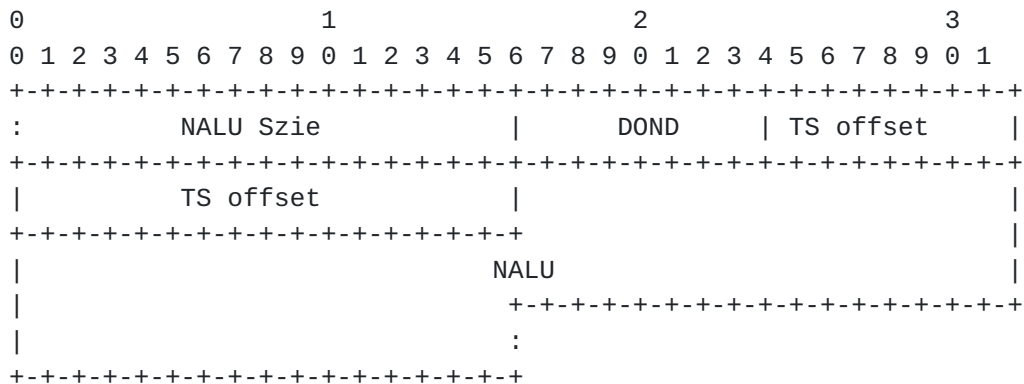 0                   1                   2                   3
0 1 2 3 4 5 6 7 8 9 0 1 2 3 4 5 6 7 8 9 0 1 2 3 4 5 6 7 8 9 0 1
+-+-+-+-+-+-+-+-+-+-+-+-+-+-+-+-+-+-+-+-+-+-+-+-+-+-+-+-+-+-+-+-+
:          NALU Szie            |        DOND     | TS offset     |
+-+-+-+-+-+-+-+-+-+-+-+-+-+-+-+-+-+-+-+-+-+-+-+-+-+-+-+-+-+-+-+-+
|          TS offset            |                               |
+-+-+-+-+-+-+-+-+-+-+-+-+-+-+-+-+                               |
|                              NALU                             |
|                               +-+-+-+-+-+-+-+-+-+-+-+-+-+-+-+-+
|                               :
+-+-+-+-+-+-+-+-+-+-+-+-+-+-+-+-+